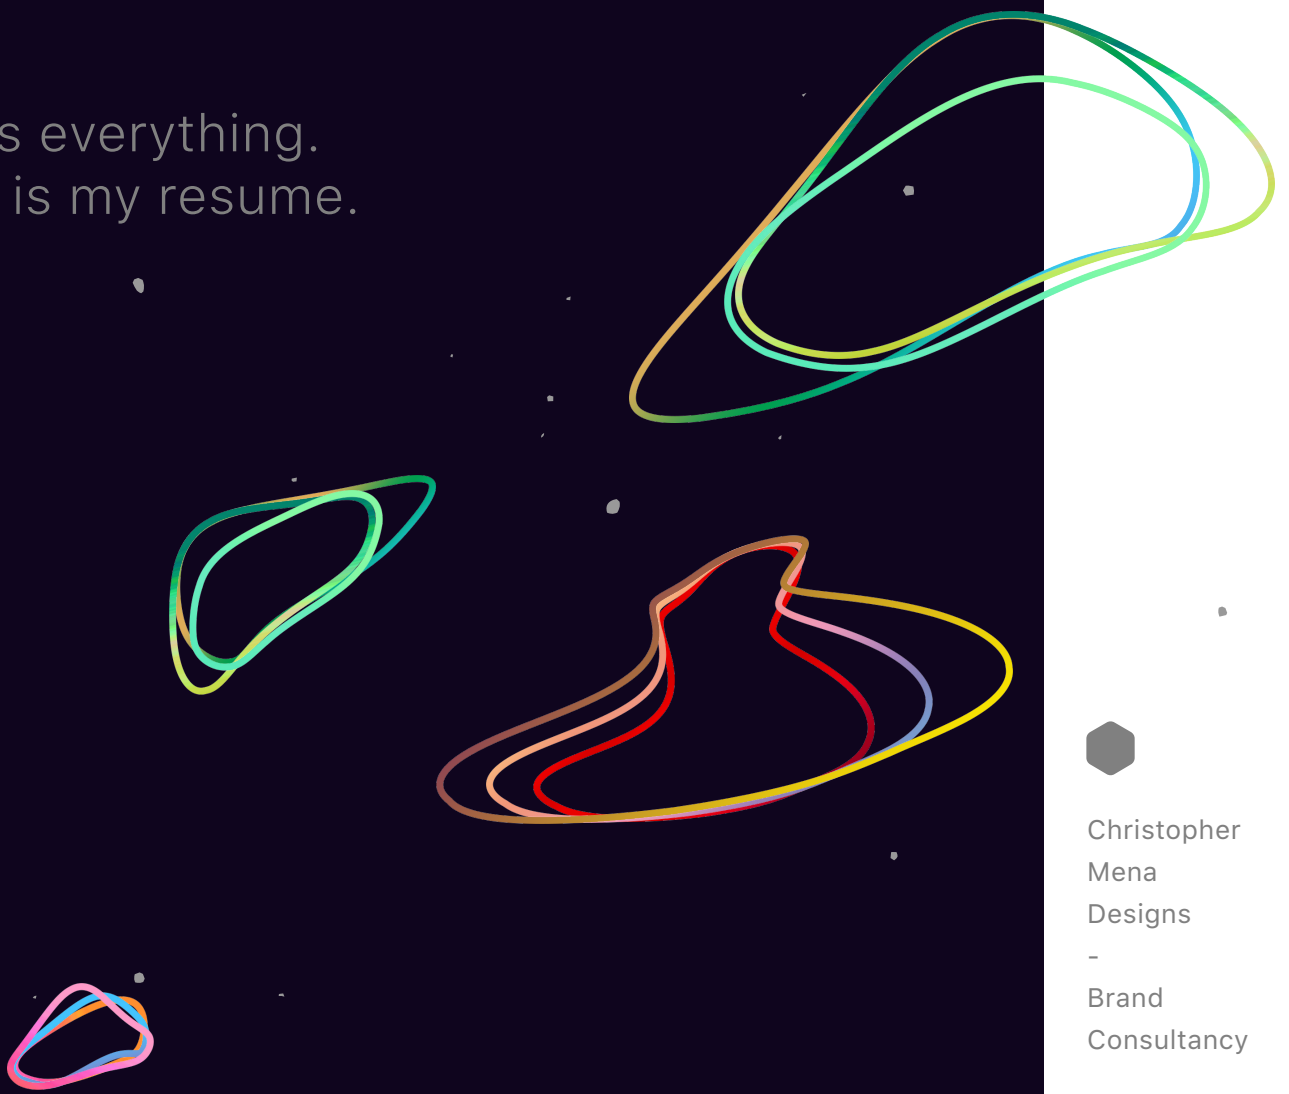 s everything.
is my resume.
Christopher
Mena
Designs
-
Brand
Consultancy